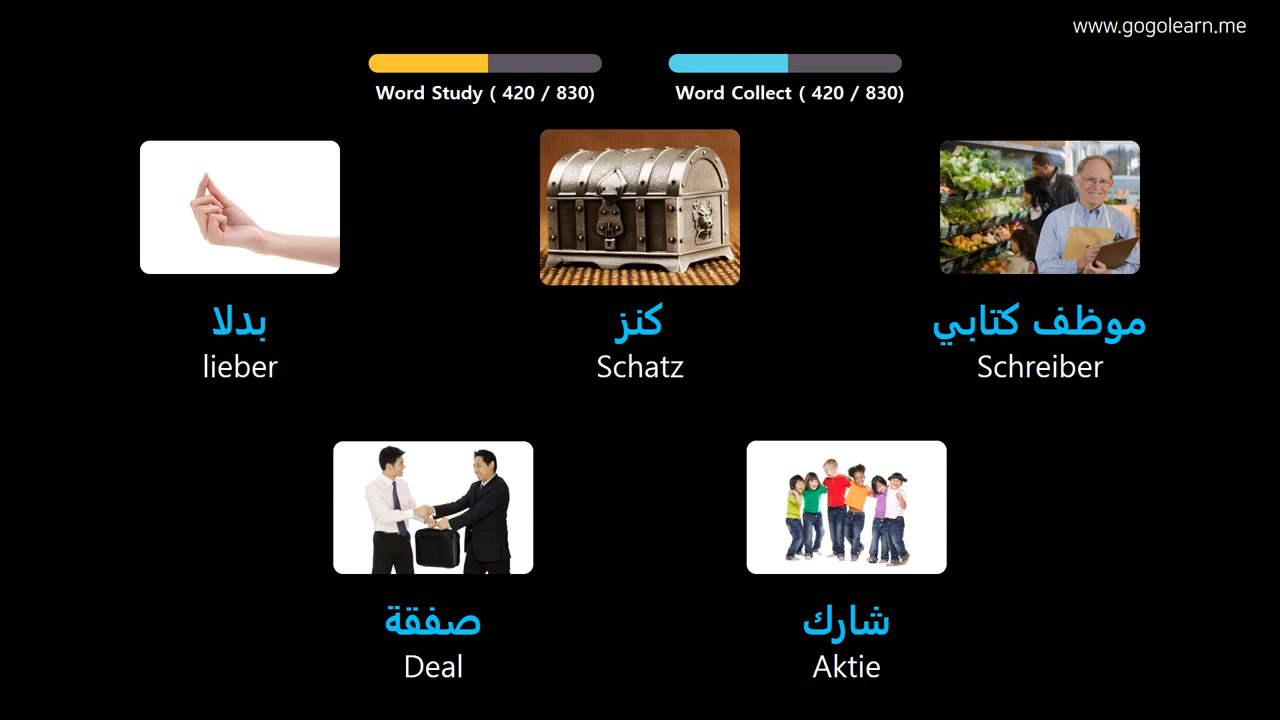 www.gogolearn.me
Word Study ( 420 / 830)
Word Collect ( 420 / 830)
بدلا
lieber
كنز
Schatz
موظف كتابي
Schreiber
صفقة
Deal
شارك
Aktie